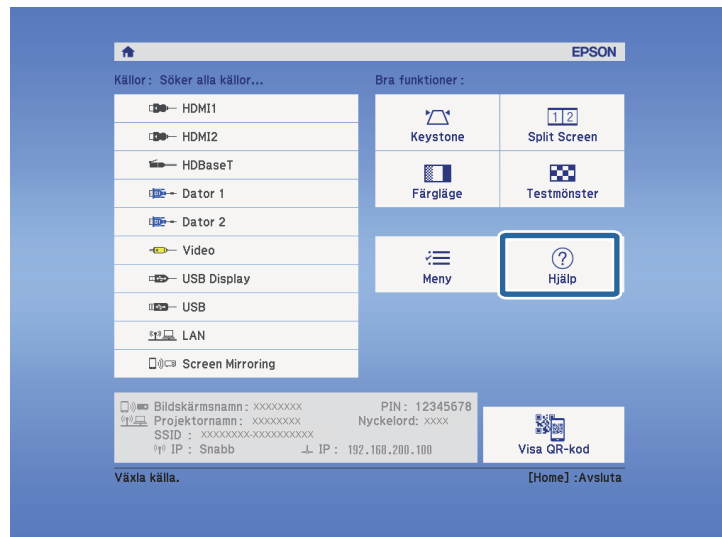 EPSON
Källor : Söker alla källor...
HDMI1
HDMI2
HDBaseT
Dator 1
Dator 2
Video
USB Display
USB
LAN
Screen Mirroring
Bra funktioner :
Keystone
1 2
Split Screen
Färgläge
Testmönster
Meny
?
Hjälp
Bildskärmsnamn : XXXXXXXX
PIN : 12345678
Projektornamn : XXXXXXXX
Nyckelord: XXXX
SSID : XXXXXXXX-XXXXXXXXXX
IP : Snabb
IP : 192.168.200.100
Visa QR-kod
Växla källa.
[Home] :Avsluta